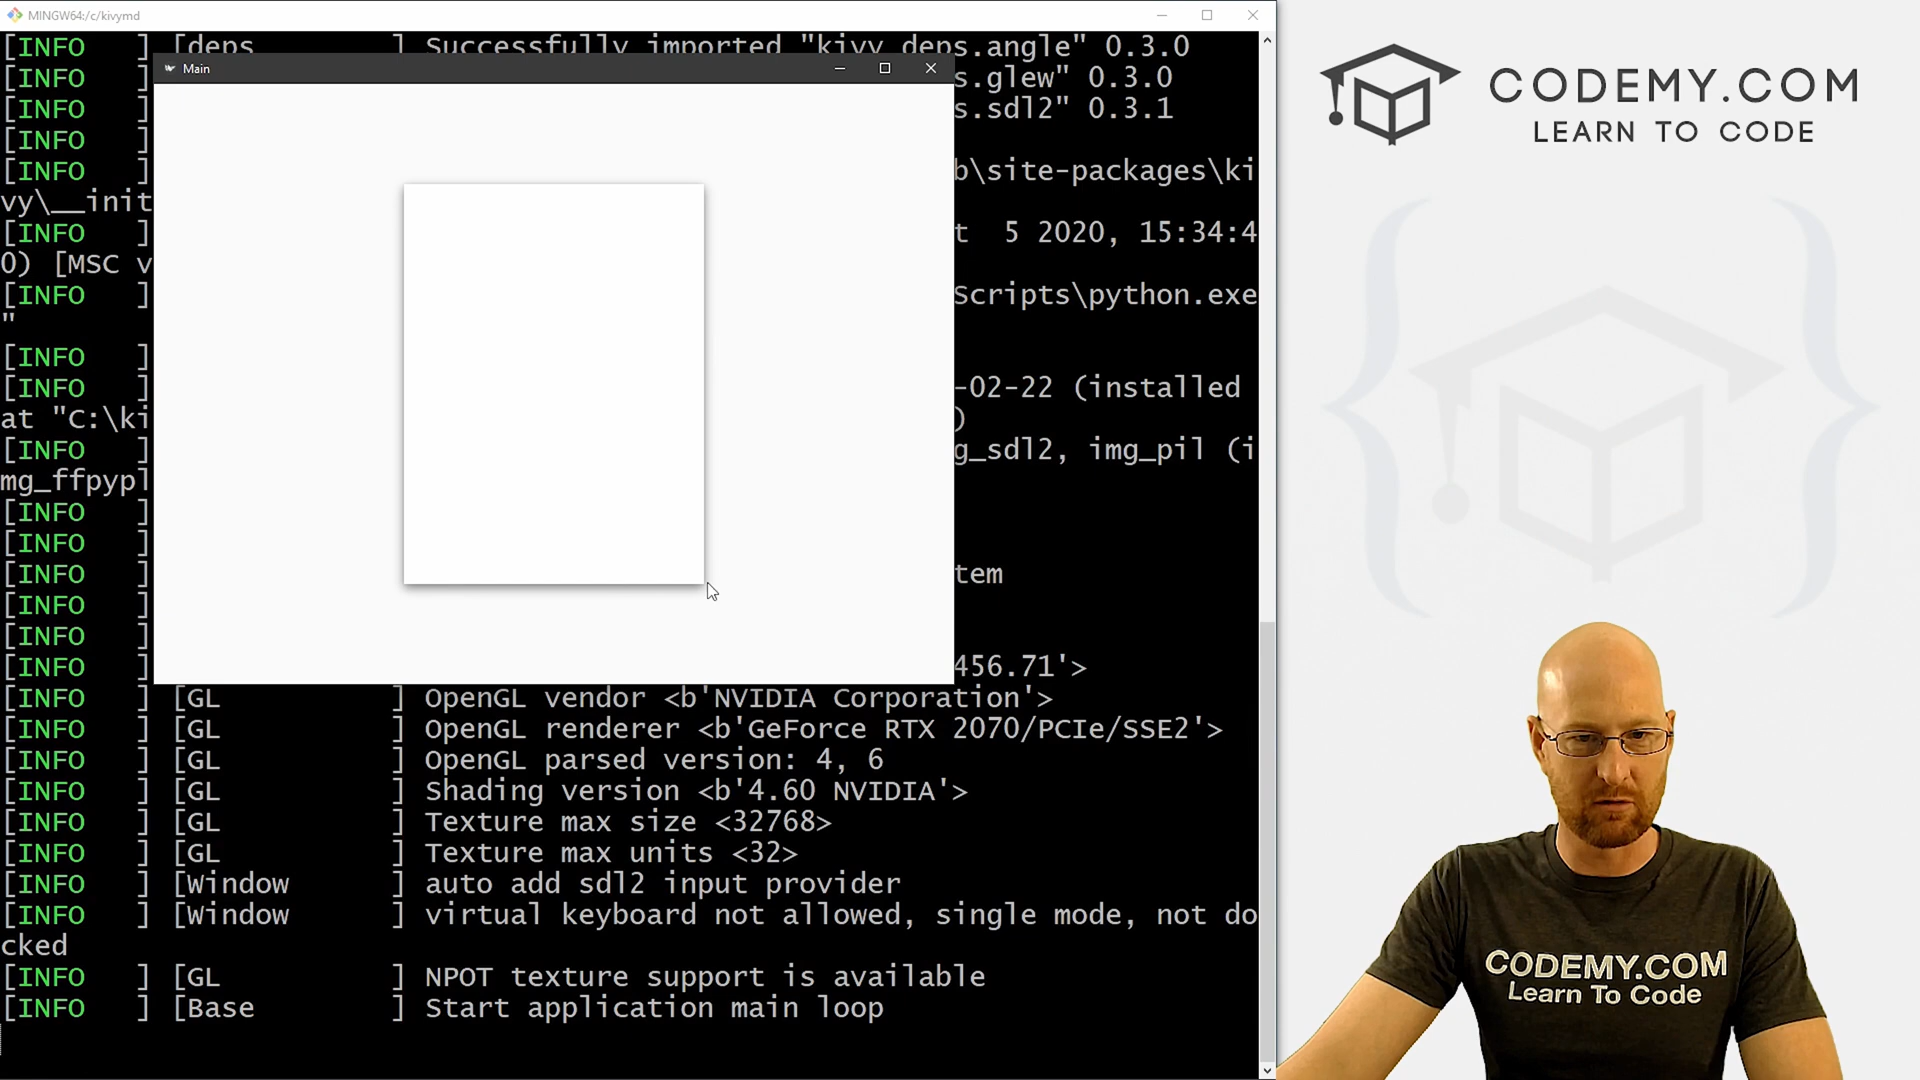 MINGW64:/c/kivymd
[INFO ] [deps ] Successfully imported "kivy_deps.angle" 0.3.0
[INFO ] s.glew" 0.3.0
[INFO ] s.sdl2" 0.3.1
[INFO ]
[INFO ] b\site-packages\ki
vy\__init
[INFO ] t 5 2020, 15:34:4
0) [MSC v
[INFO ] Scripts\python.exe
"
[INFO ]
[INFO ] -02-22 (installed
at "C:\ki )
[INFO ] g_sdl2, img_pil (i
mg_ffpypl
[INFO ]
[INFO ]
[INFO ] tem
[INFO ]
[INFO ]
[INFO ] 456.71'>
[INFO ] [GL ] OpenGL vendor <b'NVIDIA Corporation'>
[INFO ] [GL ] OpenGL renderer <b'GeForce RTX 2070/PCIe/SSE2'>
[INFO ] [GL ] OpenGL parsed version: 4, 6
[INFO ] [GL ] Shading version <b'4.60 NVIDIA'>
[INFO ] [GL ] Texture max size <32768>
[INFO ] [GL ] Texture max units <32>
[INFO ] [Window ] auto add sdl2 input provider
[INFO ] [Window ] virtual keyboard not allowed, single mode, not do
cked
[INFO ] [GL ] NPOT texture support is available
[INFO ] [Base ] Start application main loop
Main
CODEMY.COM
LEARN TO CODE
CODEMY.COM
Learn To Code